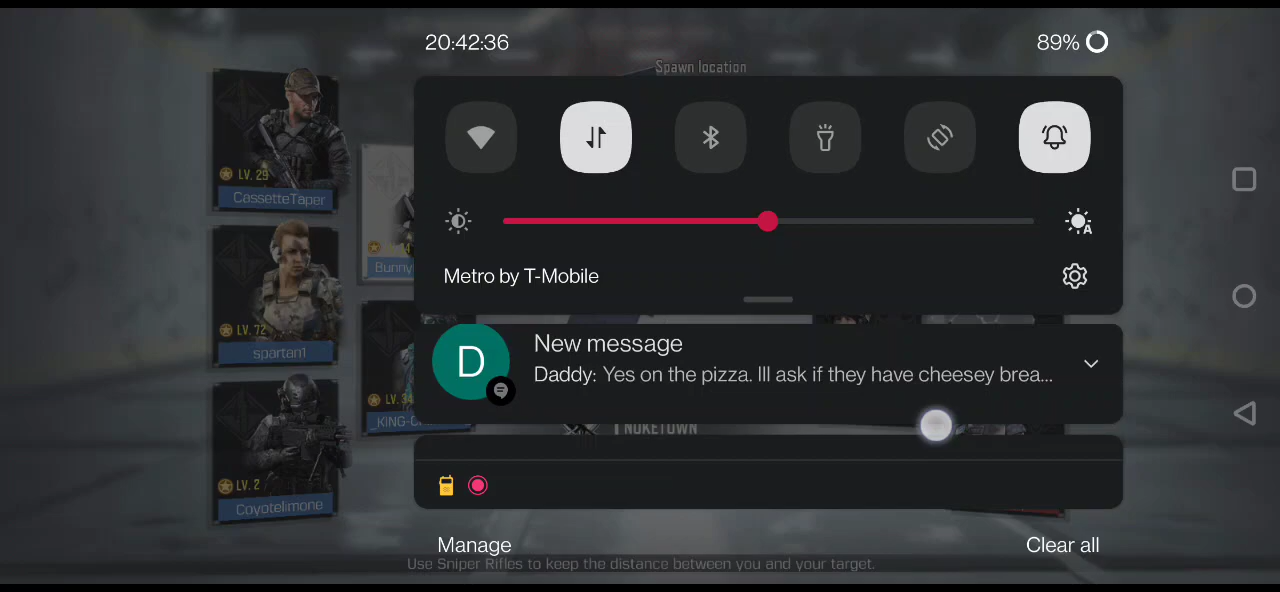 20:42:36
89%
Spawn location
LV. 29
CassetteTaper
Metro by T-Mobile
LV. 72
spartan1
New message
Daddy: Yes on the pizza. Ill ask if they have cheesey brea...
LV. 34
NUKETOWN
LV. 2
Coyotelimone
Manage
Clear all
Use Sniper Rifles to keep the distance between you and your target.